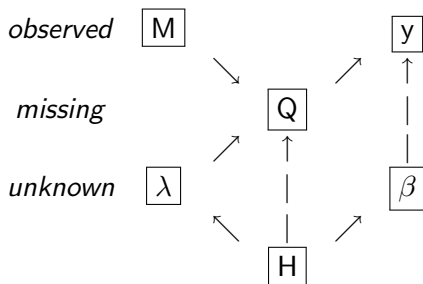 observed M y
missing Q
unknown λ β
H